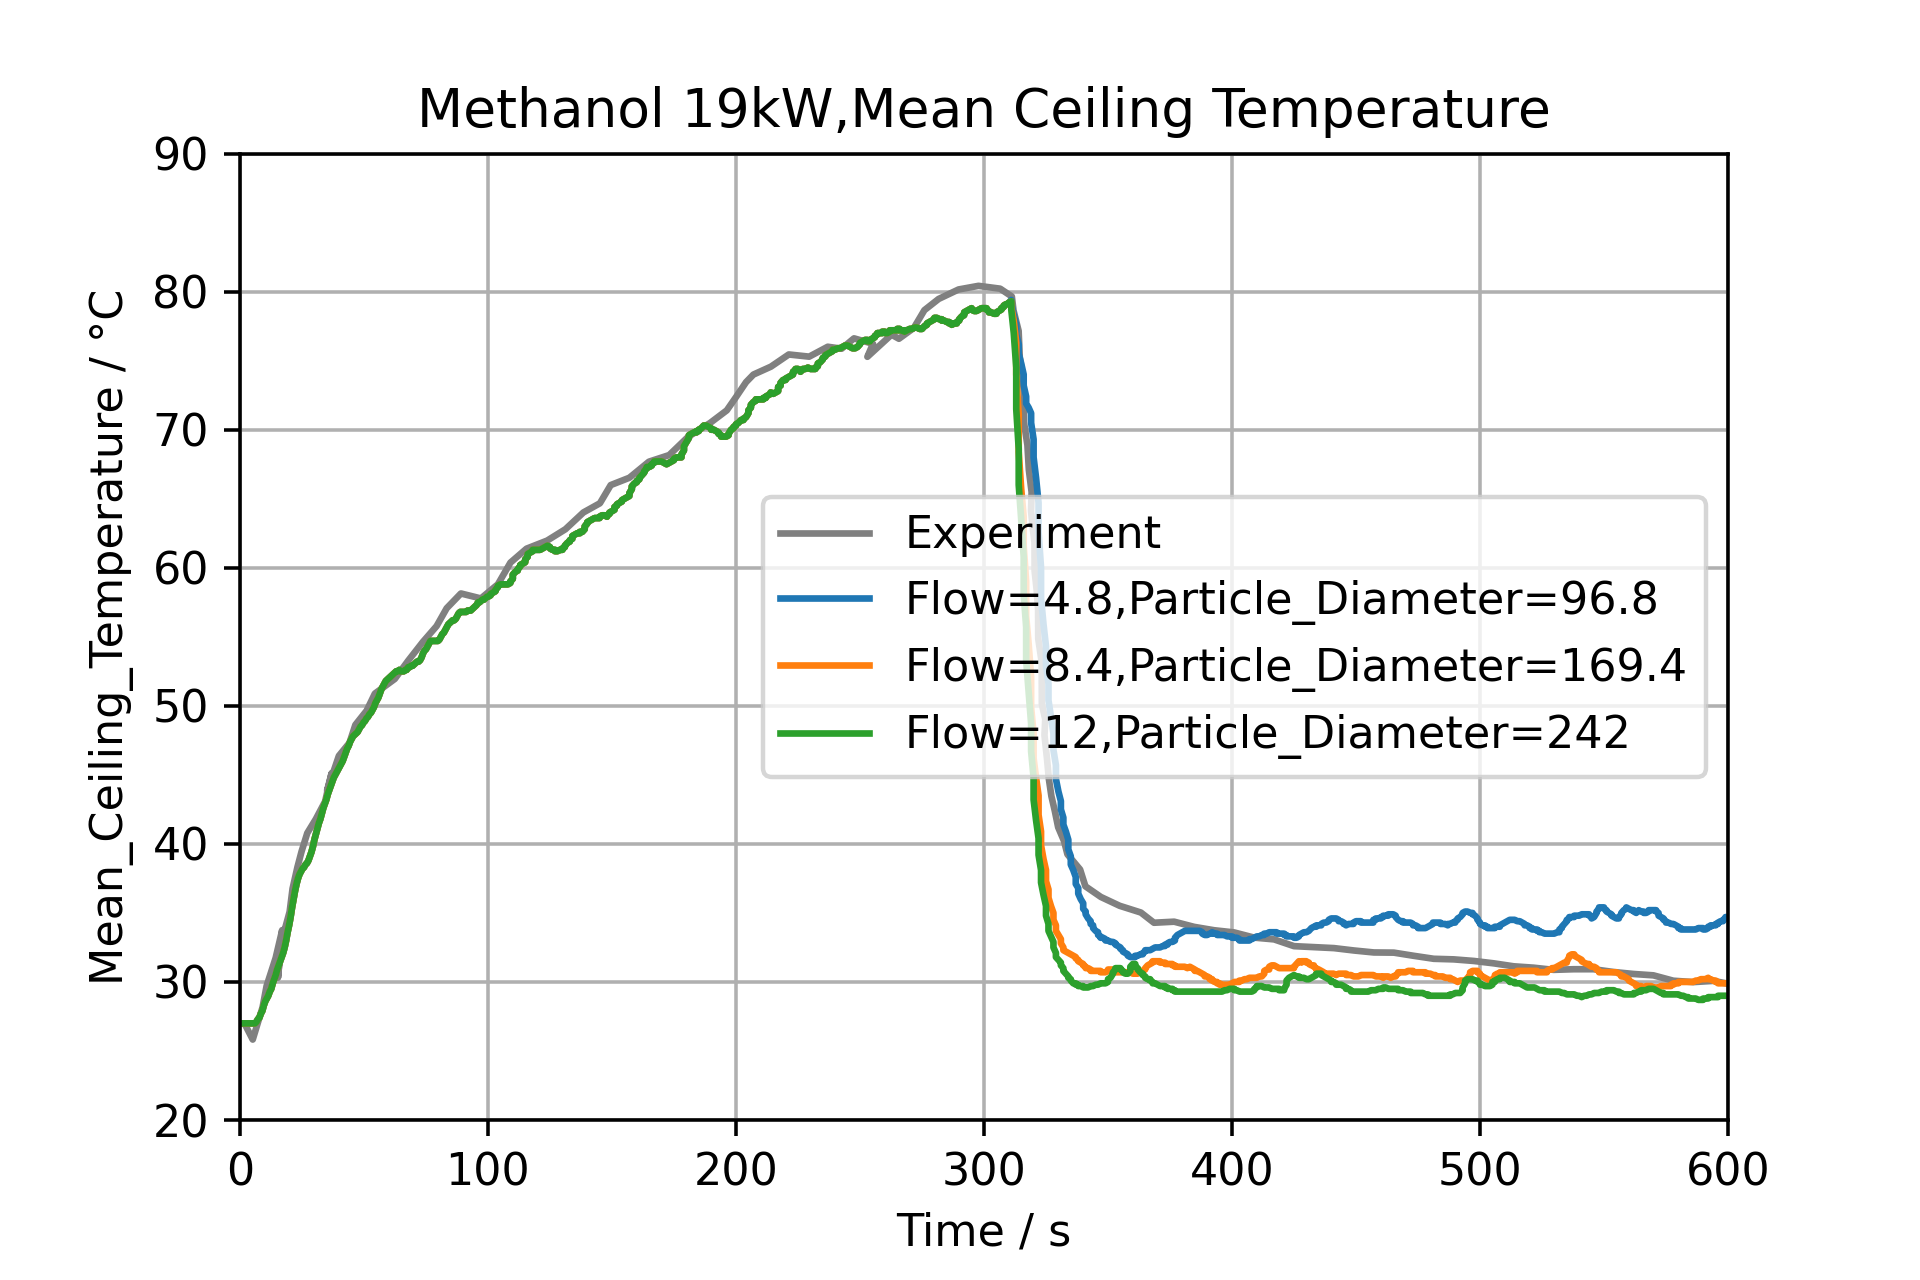 Methanol 19kW,Mean Ceiling Temperature
Mean_Ceiling_Temperature / °C
90
80
70
60
50
40
30
20
Experiment
Flow=4.8,Particle_Diameter=96.8
Flow=8.4,Particle_Diameter=169.4
Flow=12,Particle_Diameter=242
0 100 200 300 400 500 600
Time / s